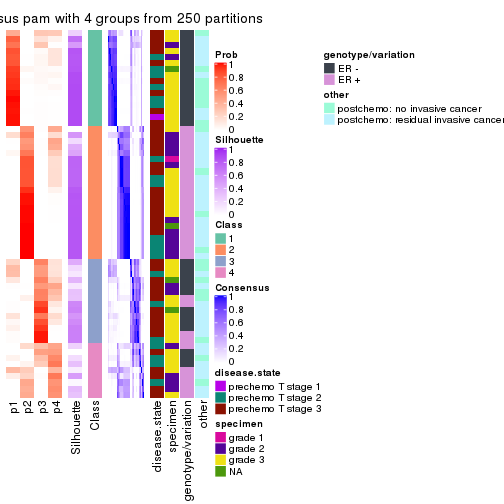 sus pam with 4 groups from 250 partitions
Prob
1
0.8
0.6
0.4
0.2
0
Silhouette
1
0.8
0.6
0.4
0.2
0
Class
1
2
3
4
Consensus
1
0.8
0.6
0.4
0.2
0
disease.state
prechemo T stage 1
prechemo T stage 2
prechemo T stage 3
specimen
grade 1
grade 2
grade 3
NA
genotype/variation
ER -
ER +
other
postchemo: no invasive cancer
postchemo: residual invasive cancer
p1
p2
p3
p4
Silhouette
Class
disease.state
specimen
genotype/variation
other